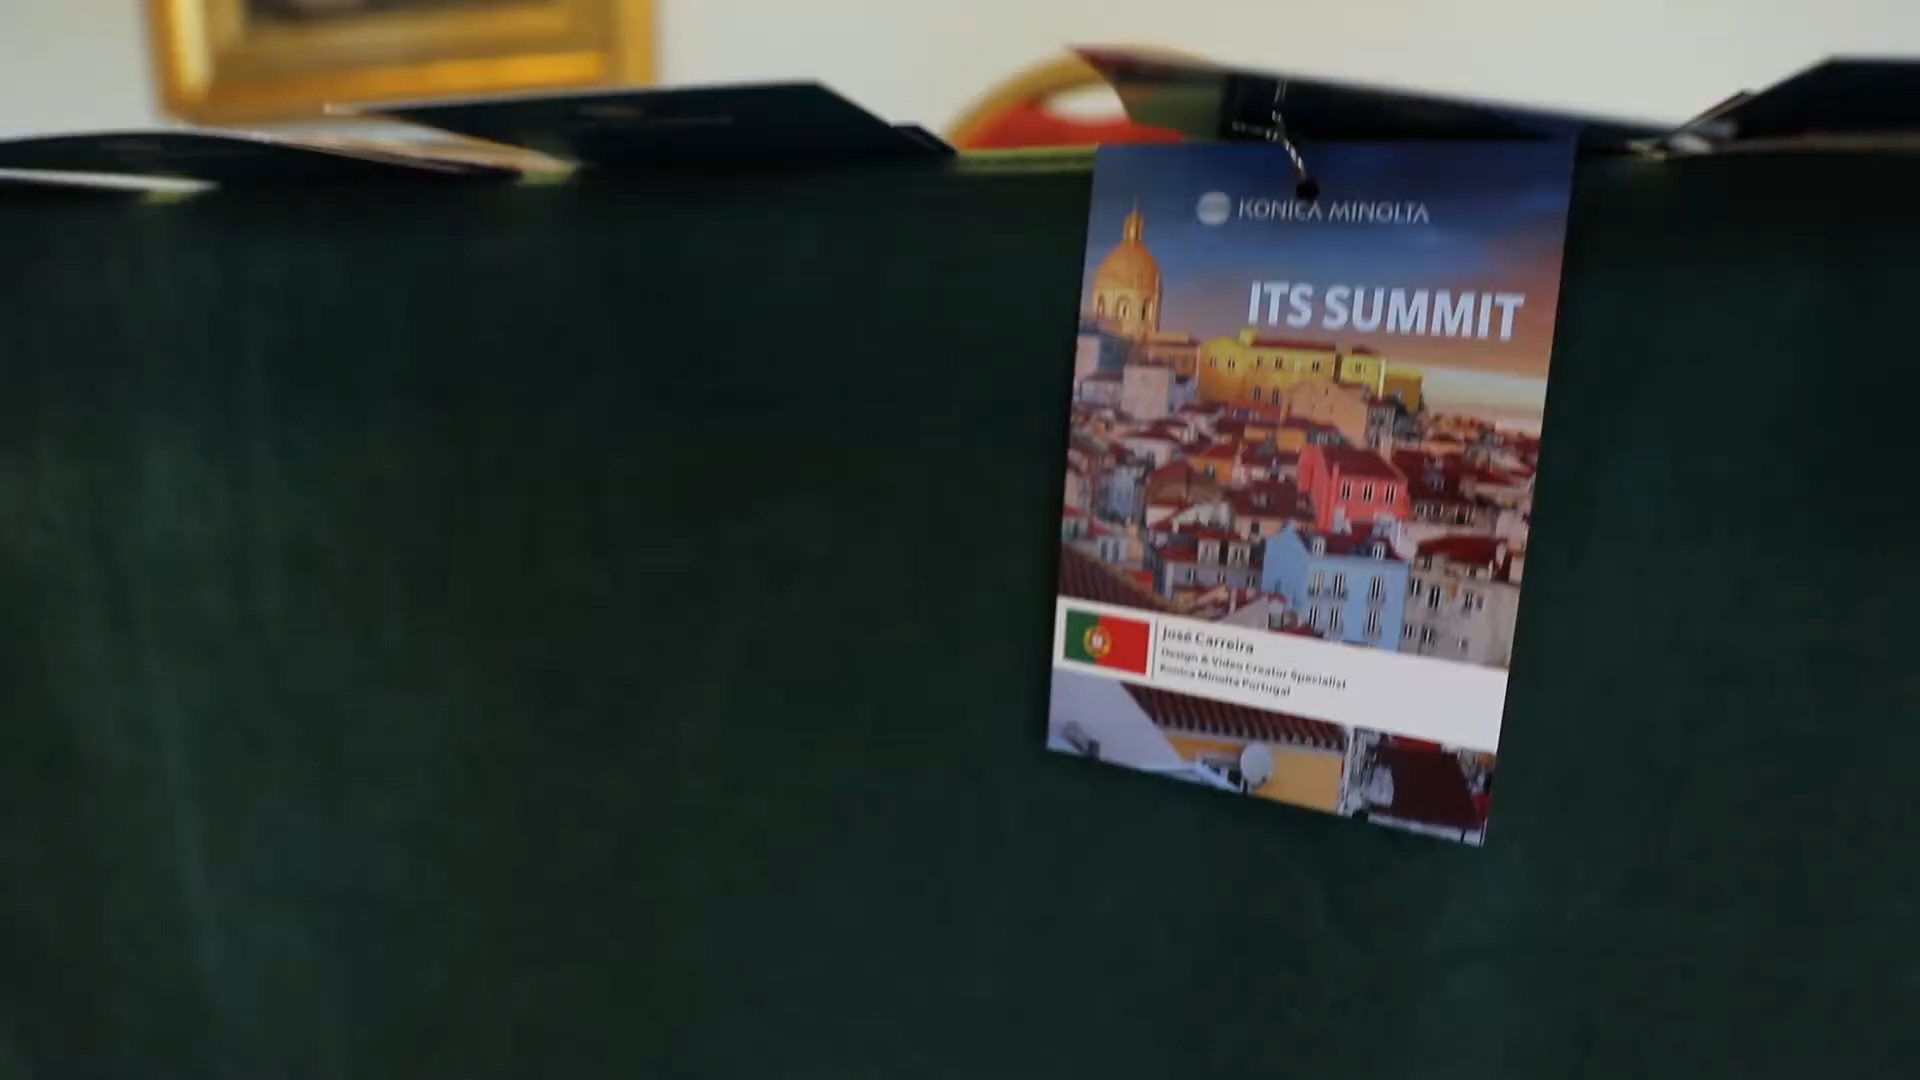 KONICA MINOLTA
ITS SUMMIT
José Carreira
Design & Video Creator Specialist
Konica Minolta Portugal